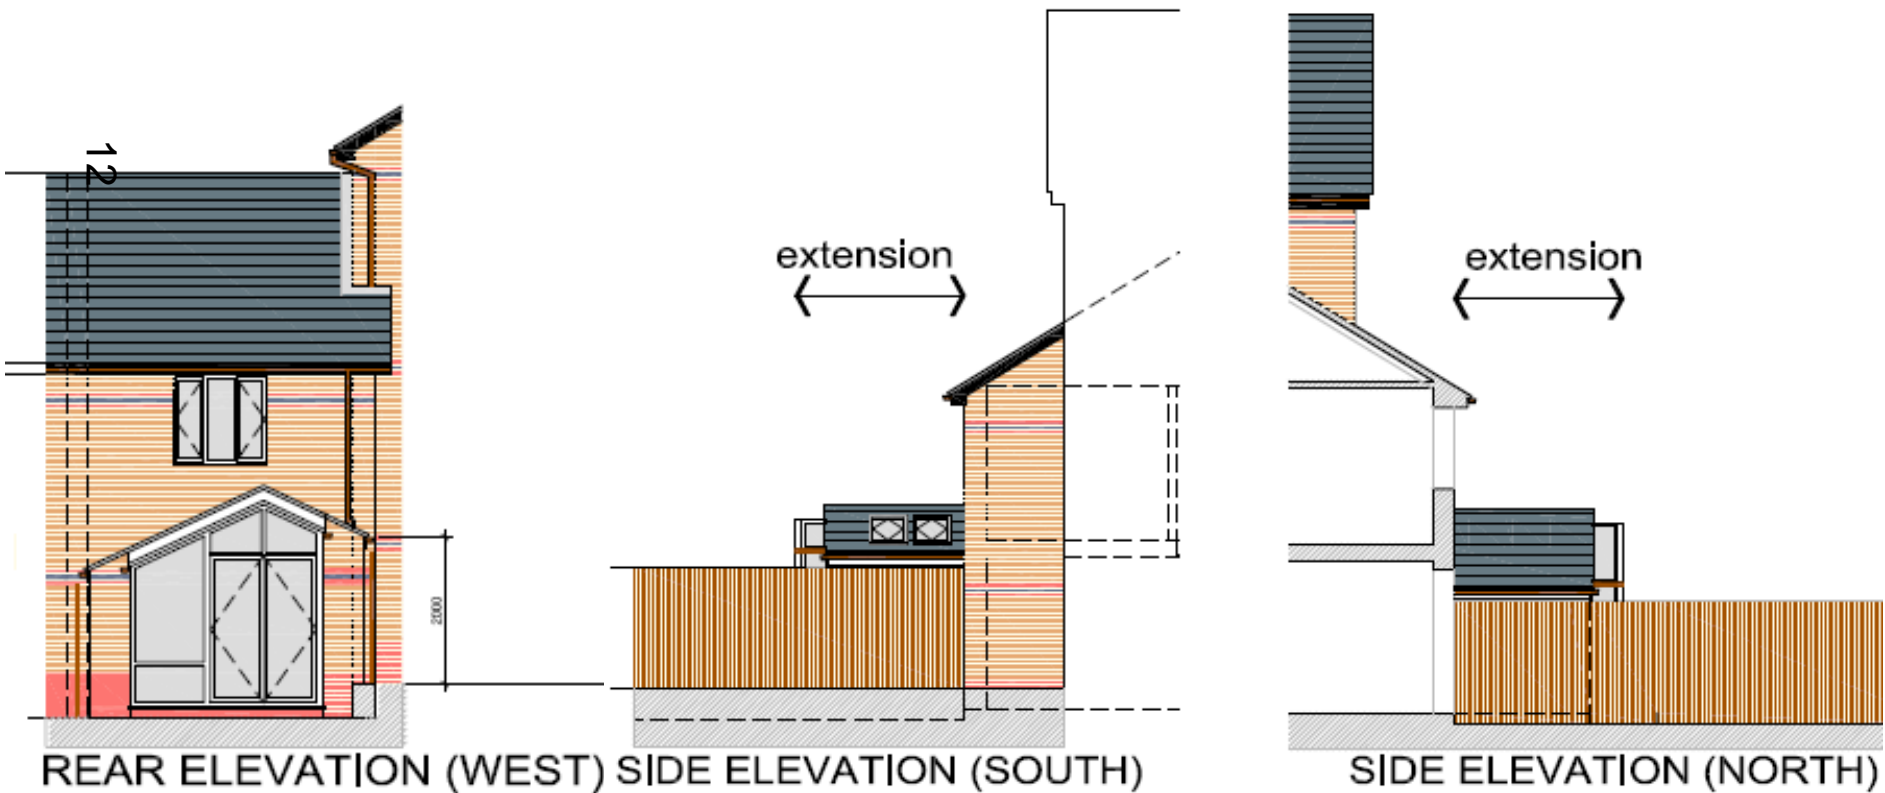 12
extension
extension
2000
REAR ELEVATION (WEST)
SIDE ELEVATION (SOUTH)
SIDE ELEVATION (NORTH)